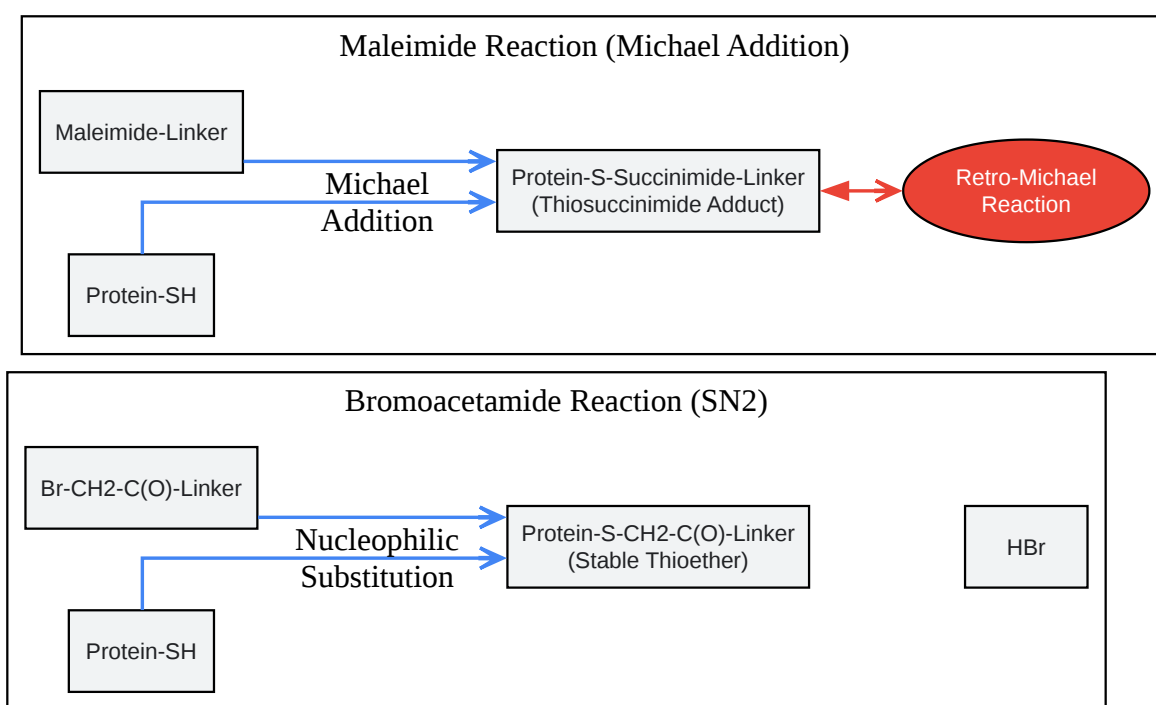 Maleimide Reaction (Michael Addition)
Maleimide-Linker
Michael
Addition
Protein-SH
Protein-S-Succinimide-Linker
(Thiosuccinimide Adduct)
Retro-Michael
Reaction
Bromoacetamide Reaction (SN2)
Br-CH2-C(O)-Linker
Nucleophilic
Substitution
Protein-SH
Protein-S-CH2-C(O)-Linker
(Stable Thioether)
HBr